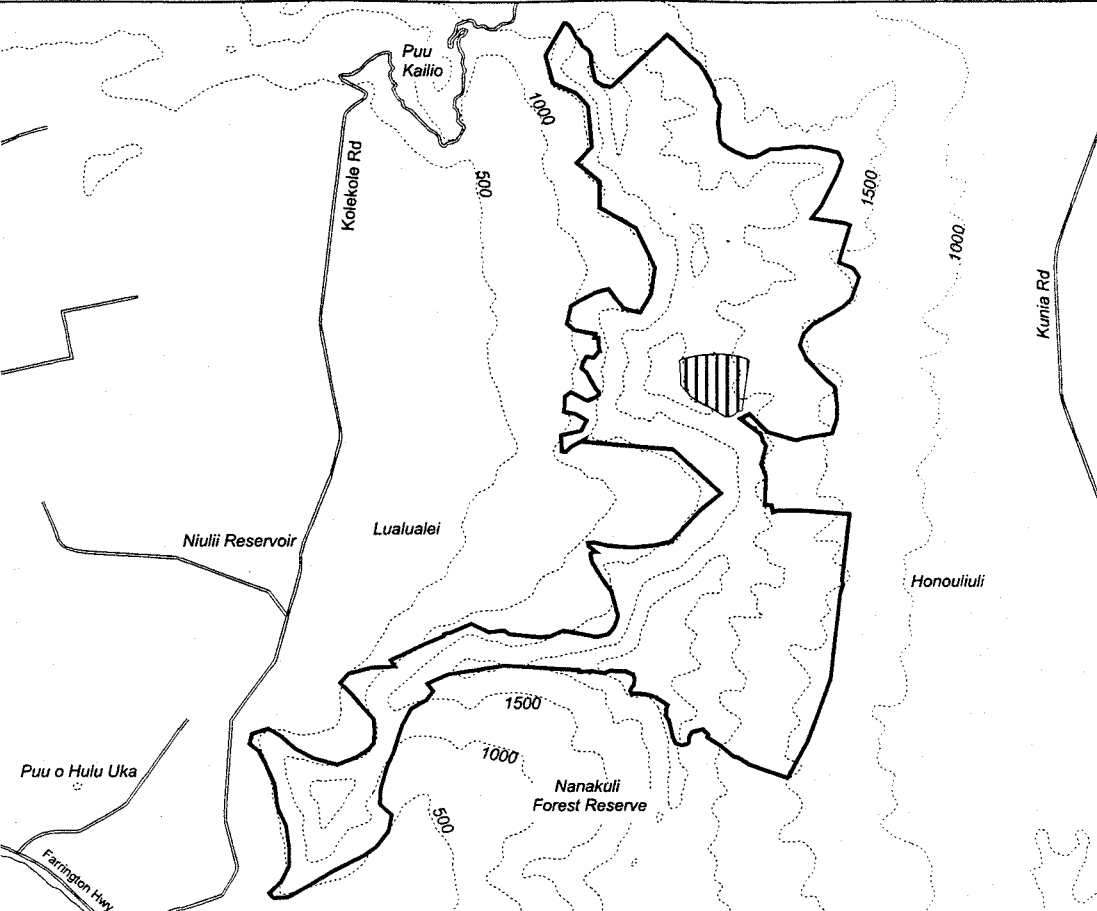 Puu
Kailio
1000
500
Kolekole Rd
1500
1000
Kunia Rd
Niulii Reservoir
Lualualei
Honouliuli
1500
1000
Puu o Hulu Uka
Nanakuli
Forest Reserve
500
Farrington Hwy